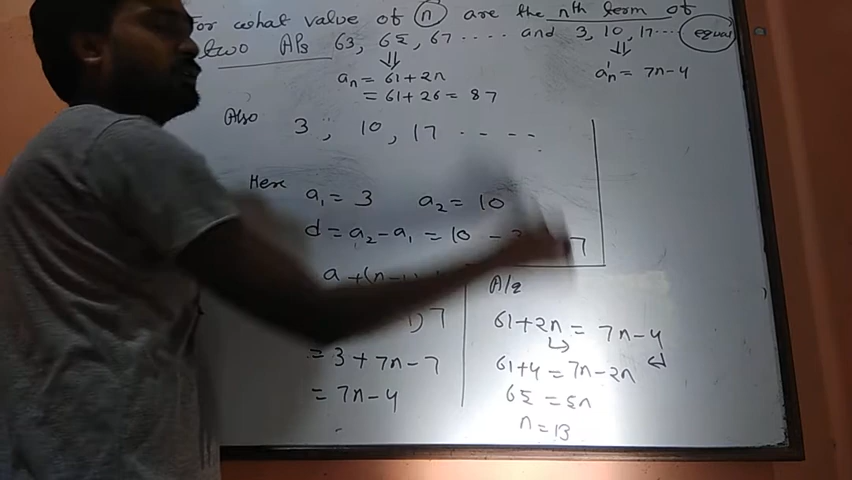 For what value of n are the nth term of
two APs 63, 65, 67 ..... and 3, 10, 17... equal
an = 61+2n
= 61+26 = 87
a'n = 7n-4
Also 3, 10, 17 - - - -
Here a1 = 3 a2 = 10
d = a2-a1 = 10 - 7
a +(n-
1) 7
= 3 + 7n-7
= 7n-4
A/q
61+2n = 7n-4
61+4 = 7n-2n
65 = 5n
n = 13